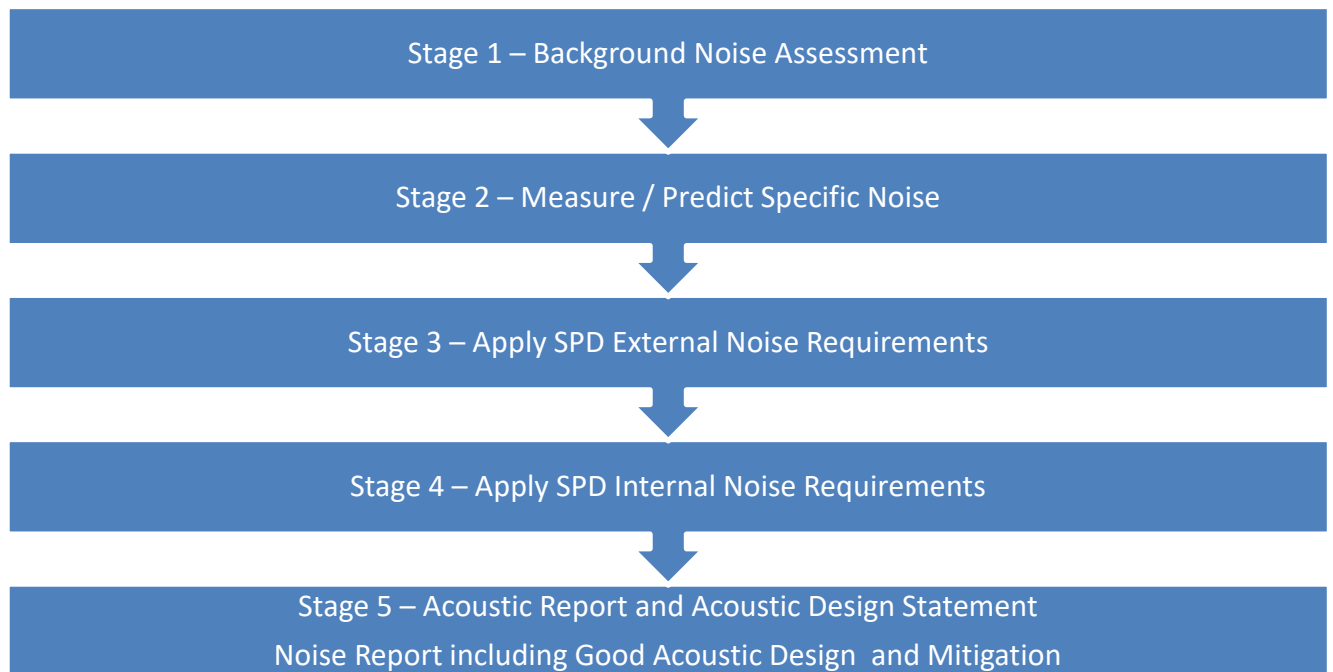 Stage 1 – Background Noise Assessment
Stage 2 – Measure / Predict Specific Noise
Stage 3 – Apply SPD External Noise Requirements
Stage 4 – Apply SPD Internal Noise Requirements
Stage 5 – Acoustic Report and Acoustic Design Statement
Noise Report including Good Acoustic Design and Mitigation